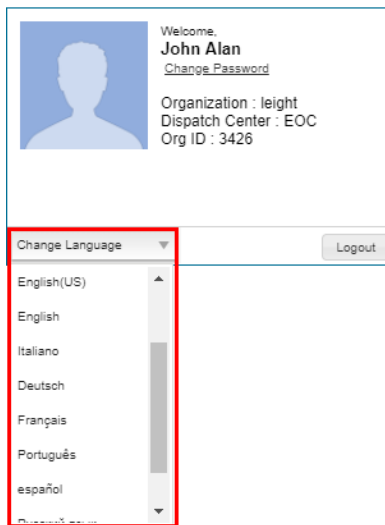 Welcome,
John Alan
Change Password
Organization : leight
Dispatch Center : EOC
Org ID : 3426
Change Language
Logout
English(US)
English
Italiano
Deutsch
Français
Português
español